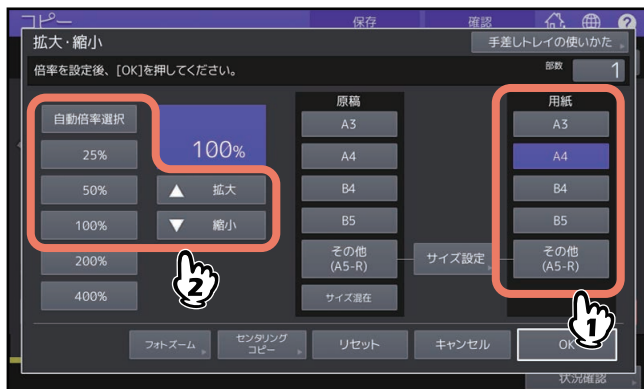 コピー 保存 確認 ?
拡大・縮小 手差しトレイの使いかた
倍率を設定後、[OK]を押してください。 部数 1
原稿 用紙
自動倍率選択 100% A3 A3
25% A4 A4
50% 拡大 B4 B4
100% 縮小 B5 B5
200% その他 サイズ設定 その他
(A5-R) (A5-R)
400% サイズ混在
2
1
フォトズーム センタリング リセット キャンセル OK
コピー
状況確認